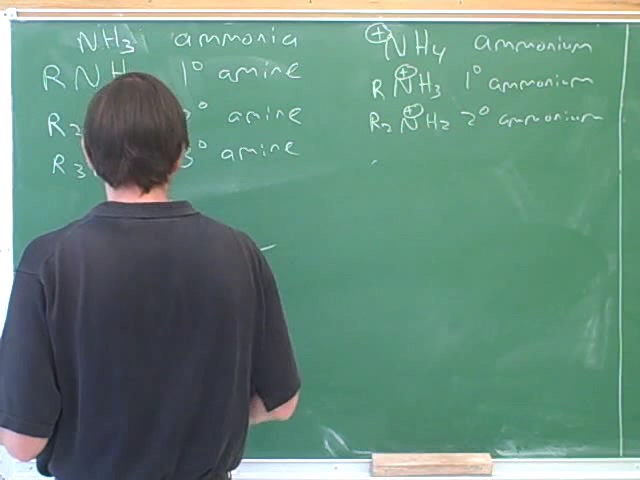 NH3 ammonia
RNH 1° amine
R2 2° amine
R3 3° amine
⊕NH4 ammonium
R⊕NH3 1° ammonium
R2⊕NH2 2° ammonium